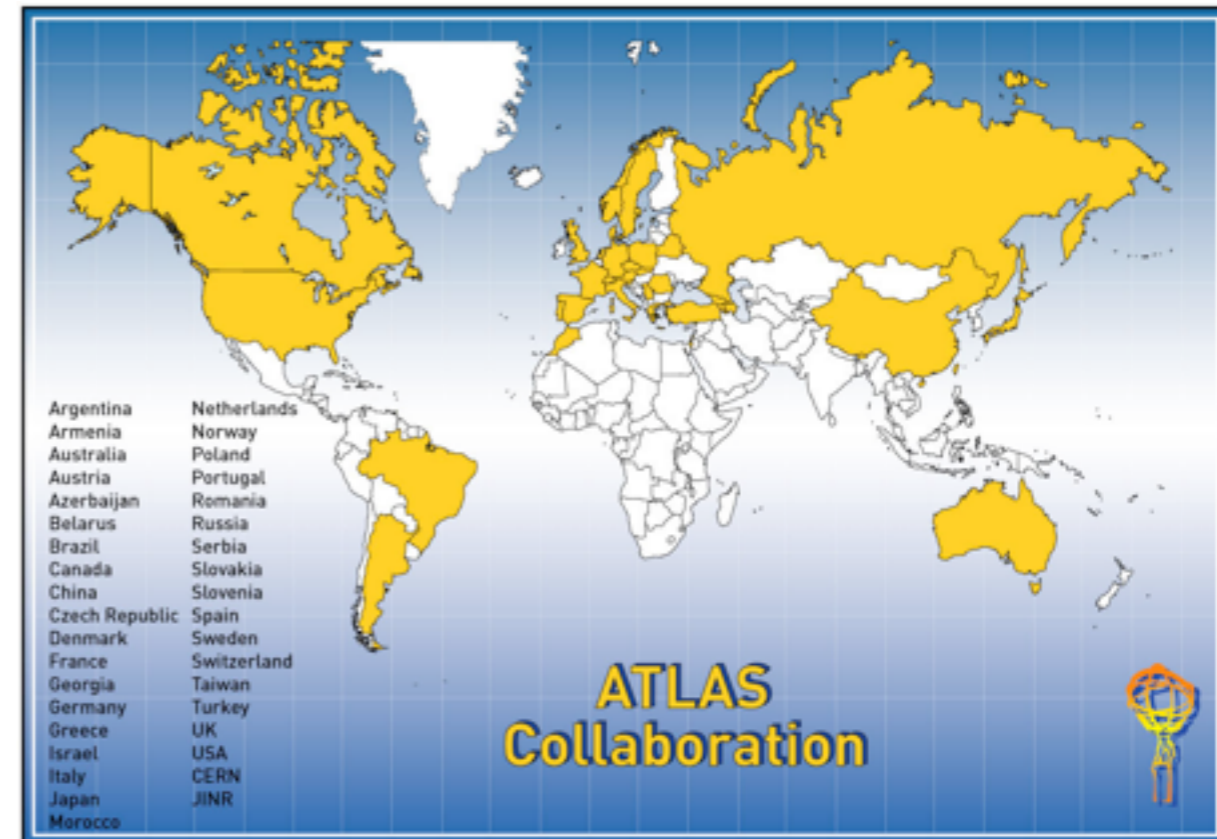 Argentina
Armenia
Australia
Austria
Azerbaijan
Belarus
Brazil
Canada
China
Czech Republic
Denmark
France
Georgia
Germany
Greece
Israel
Italy
Japan
Morocco
Netherlands
Norway
Poland
Portugal
Romania
Russia
Serbia
Slovakia
Slovenia
Spain
Sweden
Switzerland
Taiwan
Turkey
UK
USA
CERN
JINR
ATLAS
Collaboration